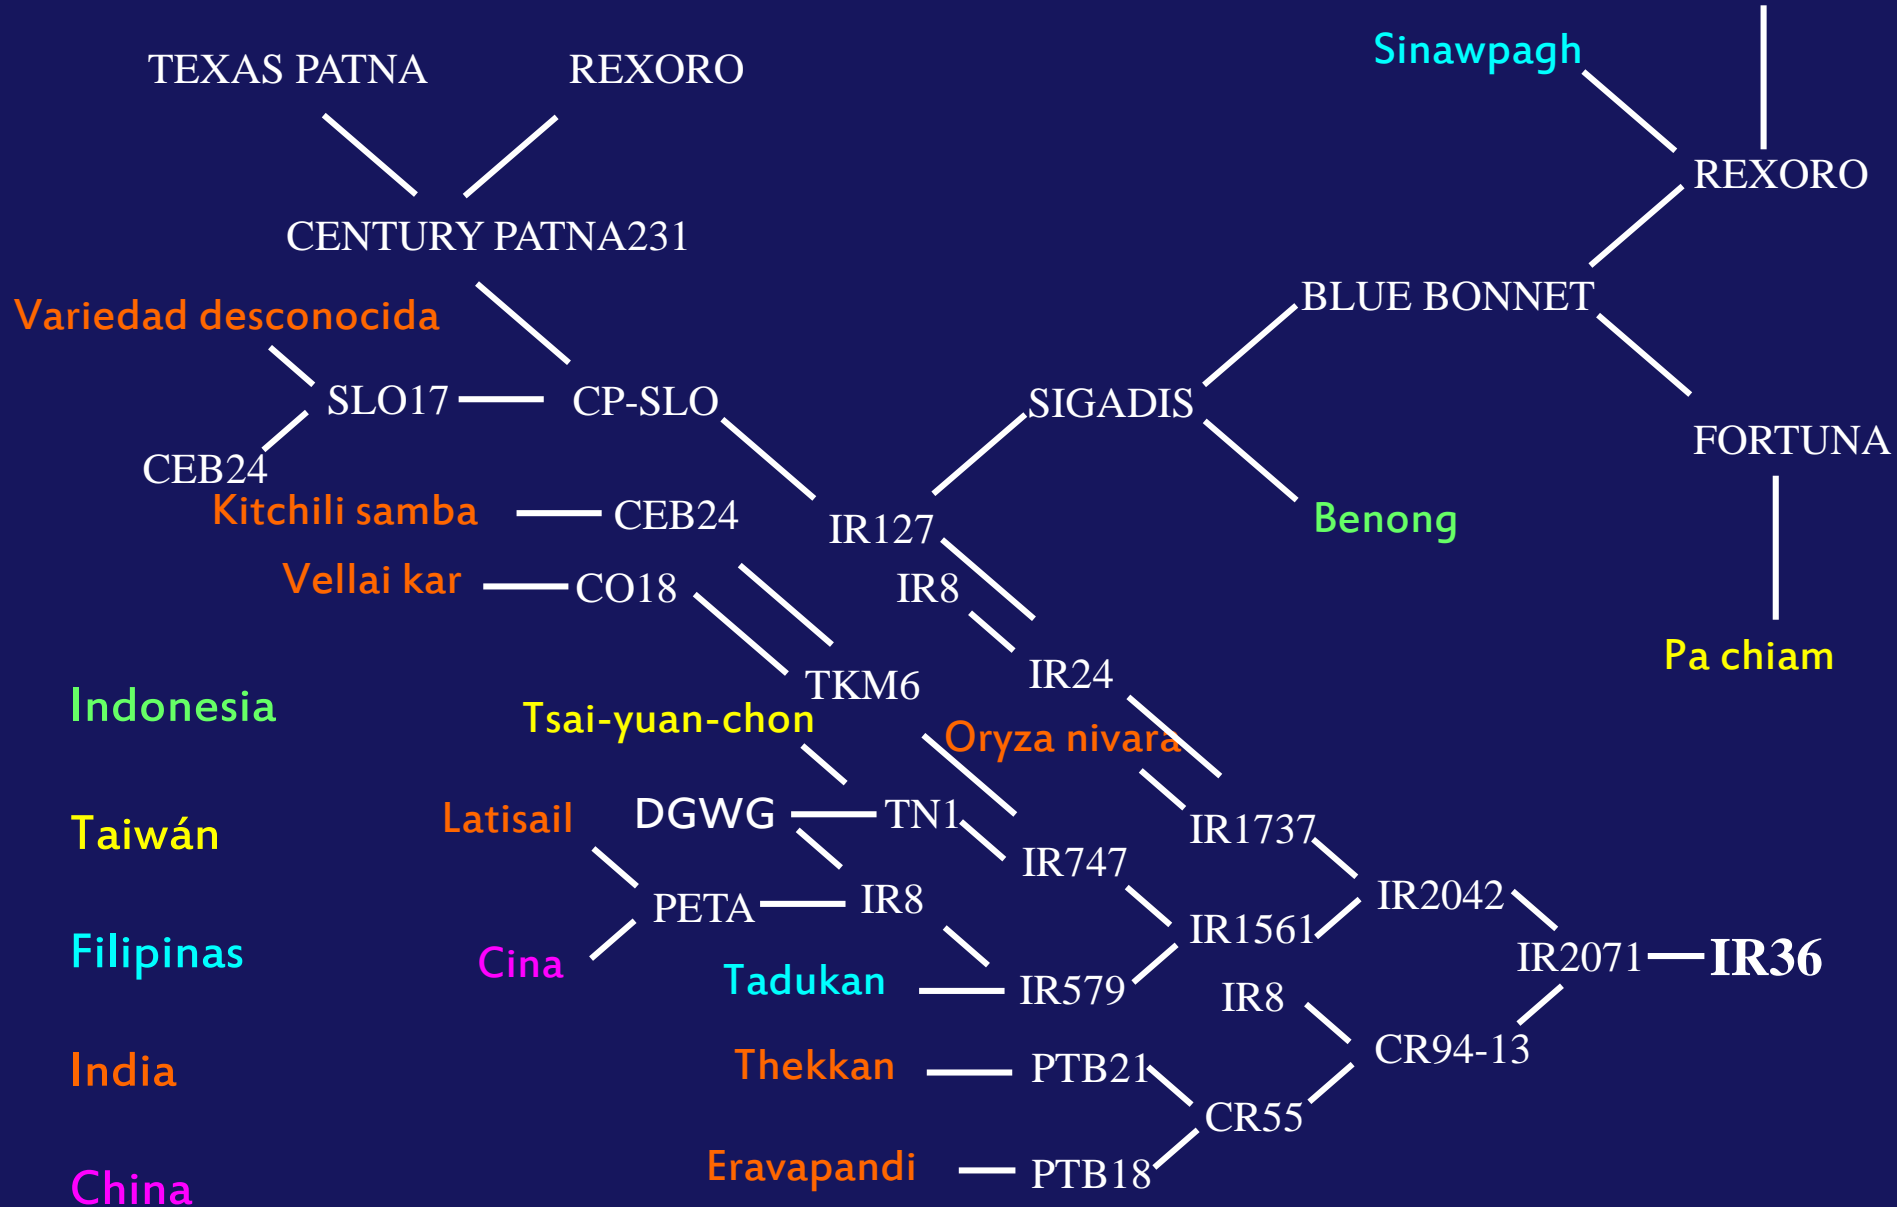 Sinawpagh
TEXAS PATNA REXORO
REXORO
CENTURY PATNA231
BLUE BONNET
Variedad desconocida
SLO17 CP-SLO SIGADIS
FORTUNA
CEB24
Kitchili samba CEB24 IR127 Benong
Vellai kar CO18 IR8
Pa chiam
TKM6 IR24
Indonesia
Tsai-yuan-chon Oryza nivara
Latisail DGWG TN1 IR1737
Taiwán
IR747
PETA IR8 IR2042
IR1561
Filipinas
Cina IR2071 IR36
Tadukan IR579 IR8
CR94-13
India
Thekkan PTB21
CR55
Eravapandi PTB18
China